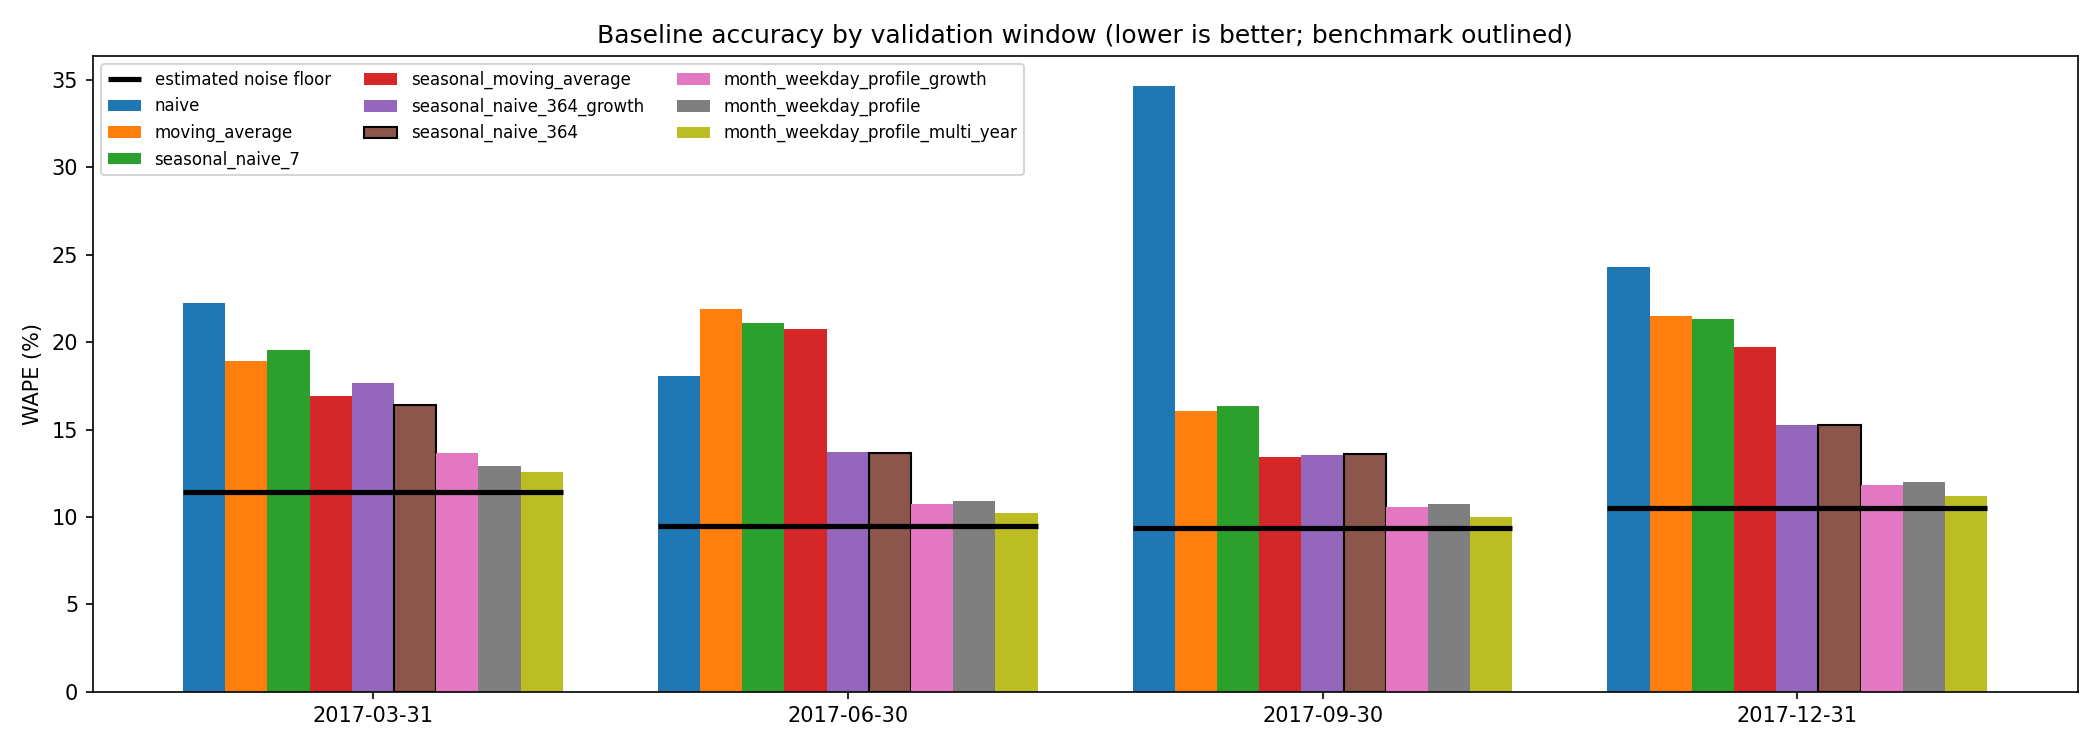 Baseline accuracy by validation window (lower is better; benchmark outlined)
estimated noise floor
naive
moving_average
seasonal_naive_7
seasonal_moving_average
seasonal_naive_364_growth
seasonal_naive_364
month_weekday_profile_growth
month_weekday_profile
month_weekday_profile_multi_year
WAPE (%)
35
30
25
20
15
10
5
0
2017-03-31
2017-06-30
2017-09-30
2017-12-31